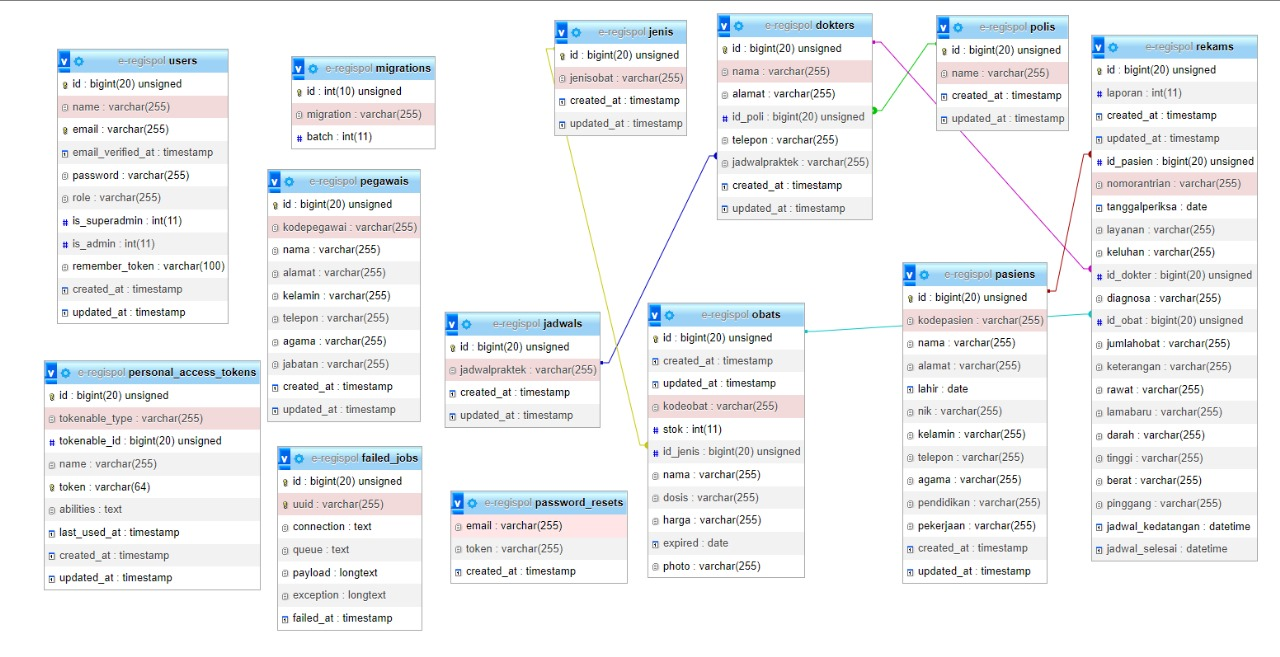 e-regispol users
id : bigint(20) unsigned
name : varchar(255)
email : varchar(255)
email_verified_at : timestamp
password : varchar(255)
role : varchar(255)
is_superadmin : int(11)
is_admin : int(11)
remember_token : varchar(100)
created_at : timestamp
updated_at : timestamp
e-regispol migrations
id : int(10) unsigned
migration : varchar(255)
batch : int(11)
e-regispol pegawais
id : bigint(20) unsigned
kodepegawai : varchar(255)
nama : varchar(255)
alamat : varchar(255)
kelamin : varchar(255)
telepon : varchar(255)
agama : varchar(255)
jabatan : varchar(255)
created_at : timestamp
updated_at : timestamp
e-regispol personal_access_tokens
id : bigint(20) unsigned
tokenable_type : varchar(255)
tokenable_id : bigint(20) unsigned
name : varchar(255)
token : varchar(64)
abilities : text
last_used_at : timestamp
created_at : timestamp
updated_at : timestamp
e-regispol failed_jobs
id : bigint(20) unsigned
uuid : varchar(255)
connection : text
queue : text
payload : longtext
exception : longtext
failed_at : timestamp
e-regispol jenis
id : bigint(20) unsigned
jenisobat : varchar(255)
created_at : timestamp
updated_at : timestamp
e-regispol jadwals
id : bigint(20) unsigned
jadwalpraktek : varchar(255)
created_at : timestamp
updated_at : timestamp
e-regispol password_resets
email : varchar(255)
token : varchar(255)
created_at : timestamp
e-regispol dokters
id : bigint(20) unsigned
nama : varchar(255)
alamat : varchar(255)
id_poli : bigint(20) unsigned
telepon : varchar(255)
jadwalpraktek : varchar(255)
created_at : timestamp
updated_at : timestamp
e-regispol obats
id : bigint(20) unsigned
created_at : timestamp
updated_at : timestamp
kodeobat : varchar(255)
stok : int(11)
id_jenis : bigint(20) unsigned
nama : varchar(255)
dosis : varchar(255)
harga : varchar(255)
expired : date
photo : varchar(255)
e-regispol polis
id : bigint(20) unsigned
name : varchar(255)
created_at : timestamp
updated_at : timestamp
e-regispol pasiens
id : bigint(20) unsigned
kodepasien : varchar(255)
nama : varchar(255)
alamat : varchar(255)
lahir : date
nik : varchar(255)
kelamin : varchar(255)
telepon : varchar(255)
agama : varchar(255)
pendidikan : varchar(255)
pekerjaan : varchar(255)
created_at : timestamp
updated_at : timestamp
e-regispol rekams
id : bigint(20) unsigned
laporan : int(11)
created_at : timestamp
updated_at : timestamp
id_pasien : bigint(20) unsigned
nomorantrian : varchar(255)
tanggalperiksa : date
layanan : varchar(255)
keluhan : varchar(255)
id_dokter : bigint(20) unsigned
diagnosa : varchar(255)
id_obat : bigint(20) unsigned
jumlahobat : varchar(255)
keterangan : varchar(255)
rawat : varchar(255)
lamabaru : varchar(255)
darah : varchar(255)
tinggi : varchar(255)
berat : varchar(255)
pinggang : varchar(255)
jadwal_kedatangan : datetime
jadwal_selesai : datetime